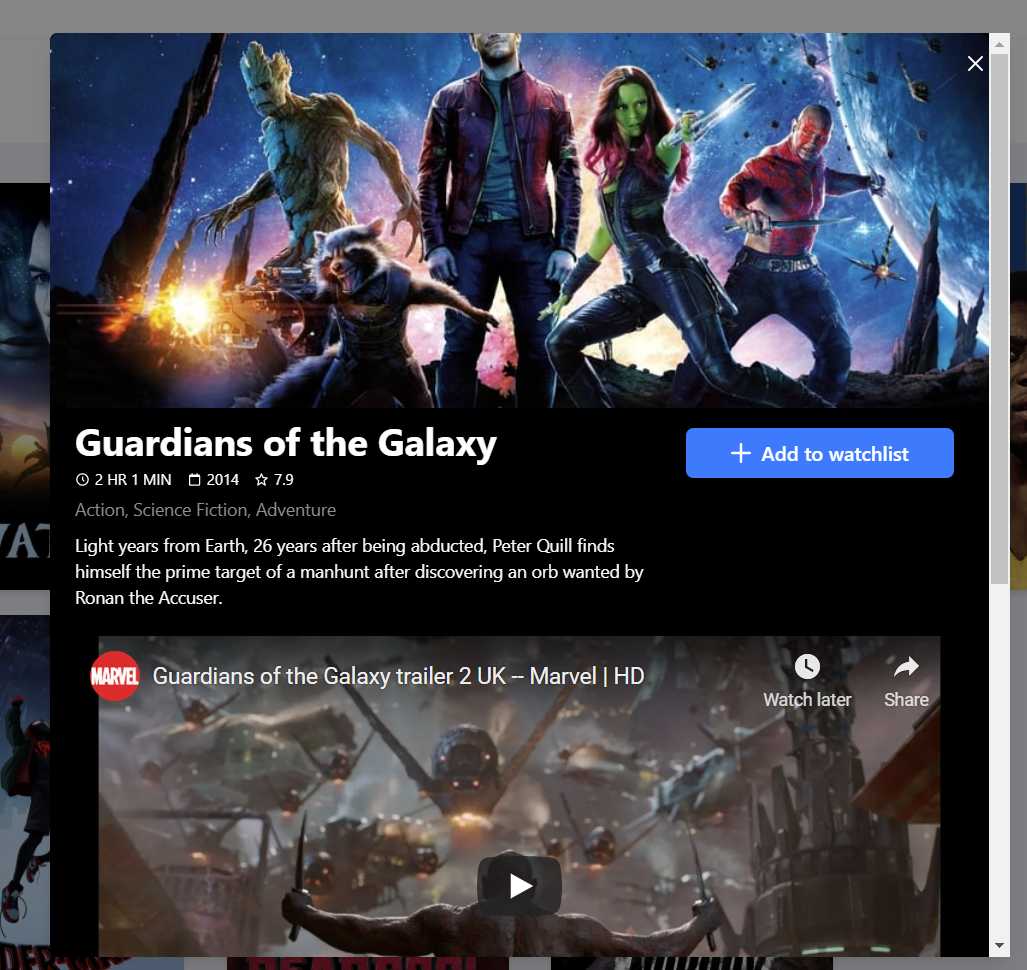 Guardians of the Galaxy
Add to watchlist
2 HR 1 MIN 2014 7.9
Action, Science Fiction, Adventure
Light years from Earth, 26 years after being abducted, Peter Quill finds
himself the prime target of a manhunt after discovering an orb wanted by
Ronan the Accuser.
MARVEL
Guardians of the Galaxy trailer 2 UK -- Marvel | HD
Watch later
Share